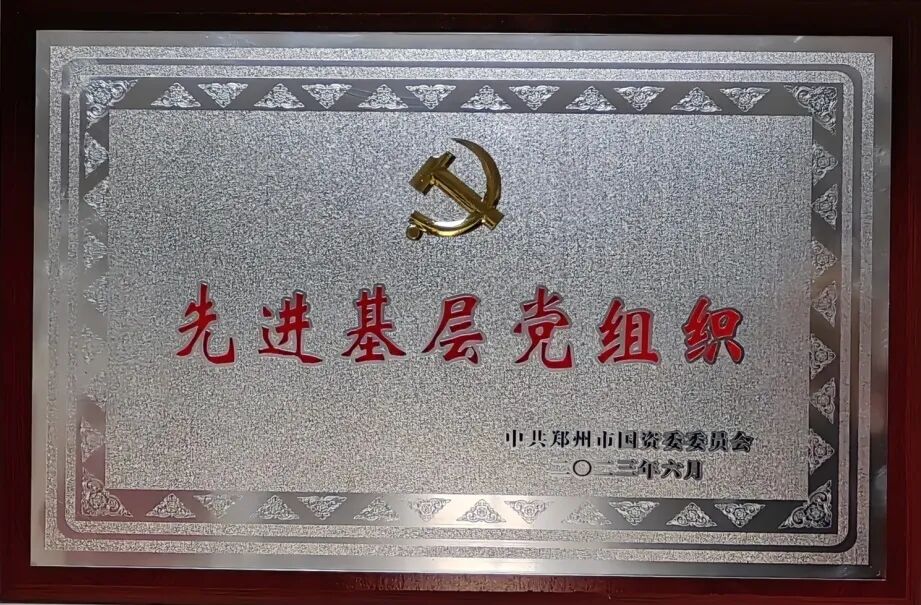 先进基层党组织
中共郑州市国资委委员会
二〇二三年六月